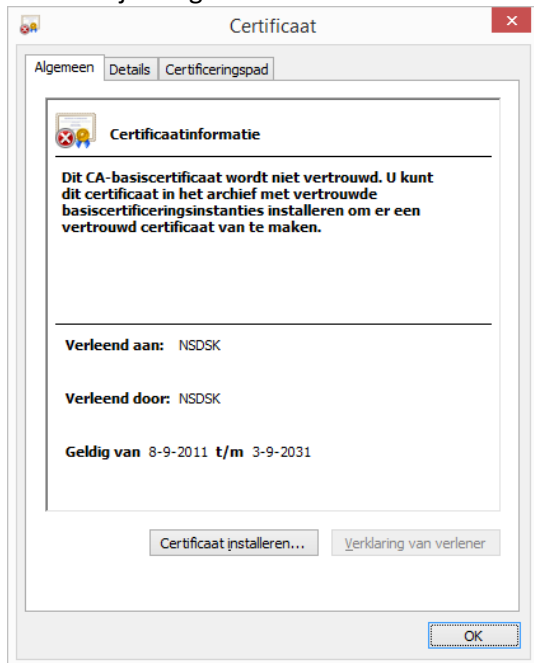 Certificaat
Algemeen Details Certificeringspad
Certificaatinformatie
Dit CA-basiscertificaat wordt niet vertrouwd. U kunt
dit certificaat in het archief met vertrouwde
basiscertificeringsinstanties installeren om er een
vertrouwd certificaat van te maken.
Verleend aan: NSDSK
Verleend door: NSDSK
Geldig van 8-9-2011 t/m 3-9-2031
Certificaat installeren... Verklaring van verlener
OK